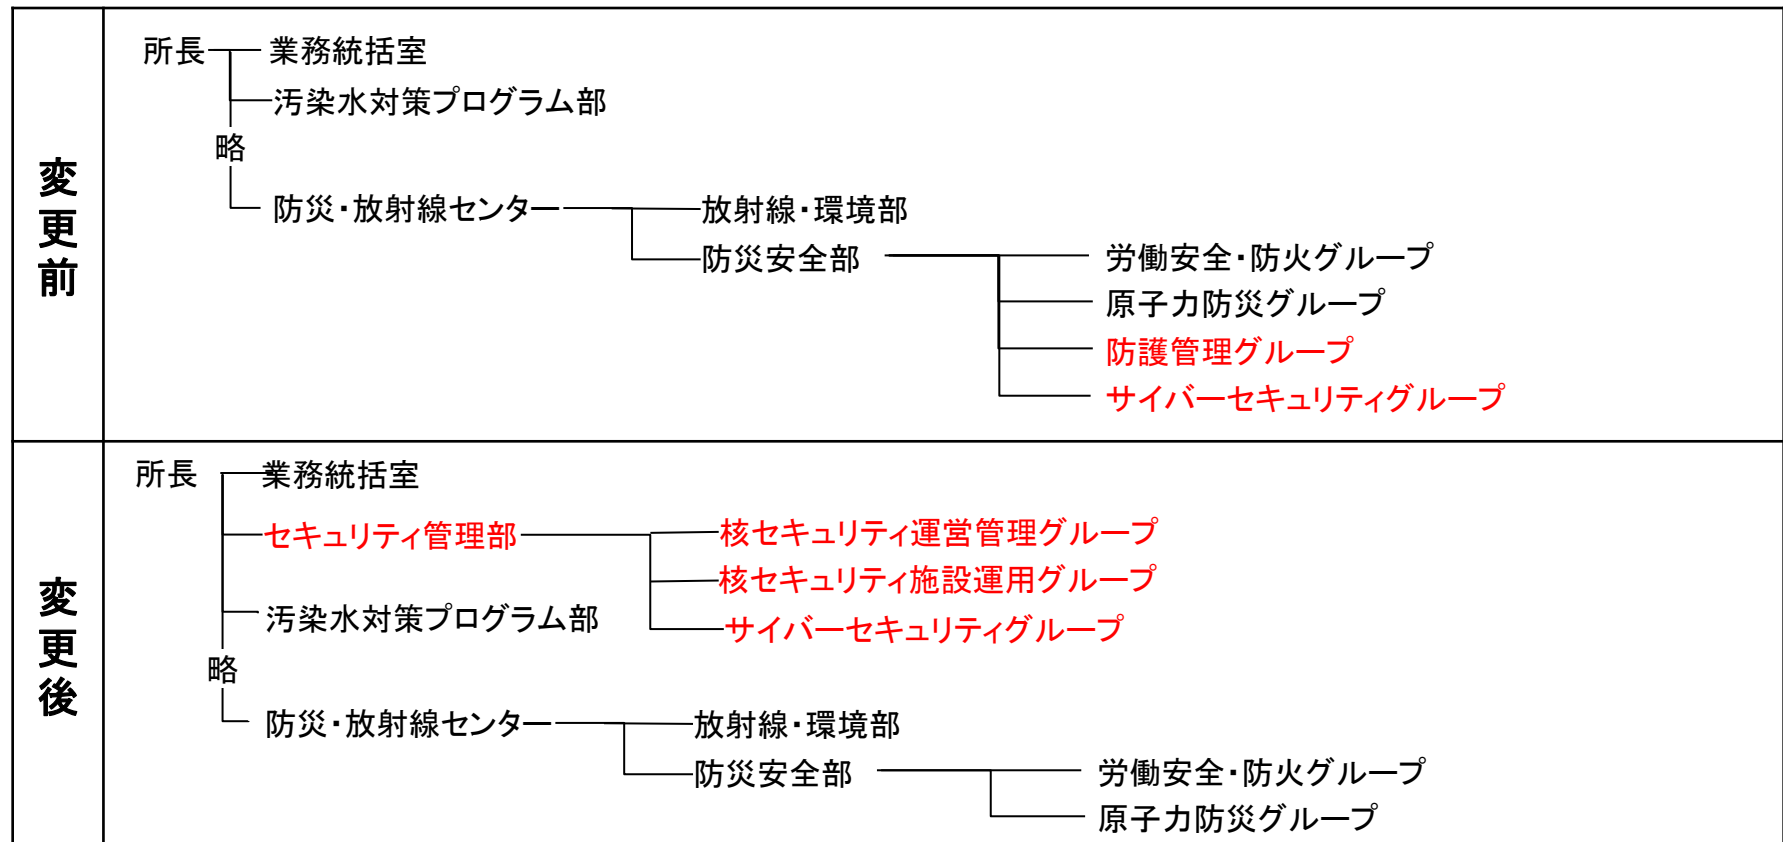 変更前
所長
業務統括室
汚染水対策プログラム部
略
防災・放射線センター
放射線・環境部
防災安全部
労働安全・防火グループ
原子力防災グループ
防護管理グループ
サイバーセキュリティグループ
変更後
所長
業務統括室
セキュリティ管理部
核セキュリティ運営管理グループ
核セキュリティ施設運用グループ
サイバーセキュリティグループ
汚染水対策プログラム部
略
防災・放射線センター
放射線・環境部
防災安全部
労働安全・防火グループ
原子力防災グループ